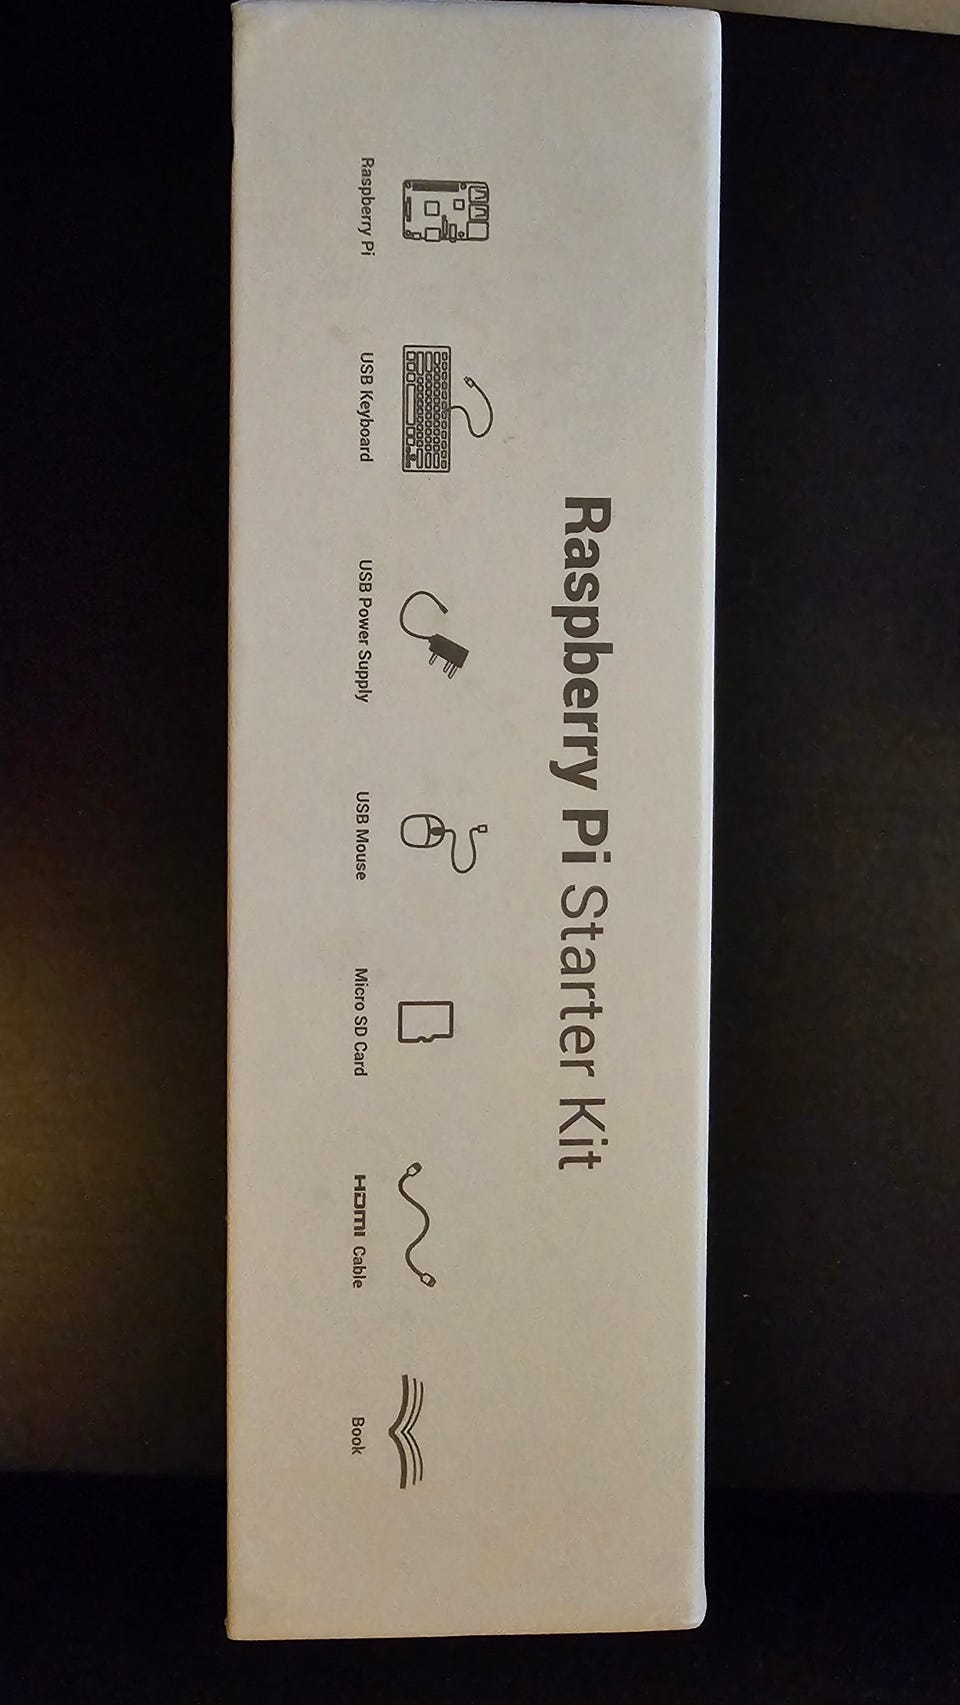 Raspberry Pi Starter Kit
Raspberry Pi
USB Keyboard
USB Power Supply
USB Mouse
Micro SD Card
HDMI Cable
Book